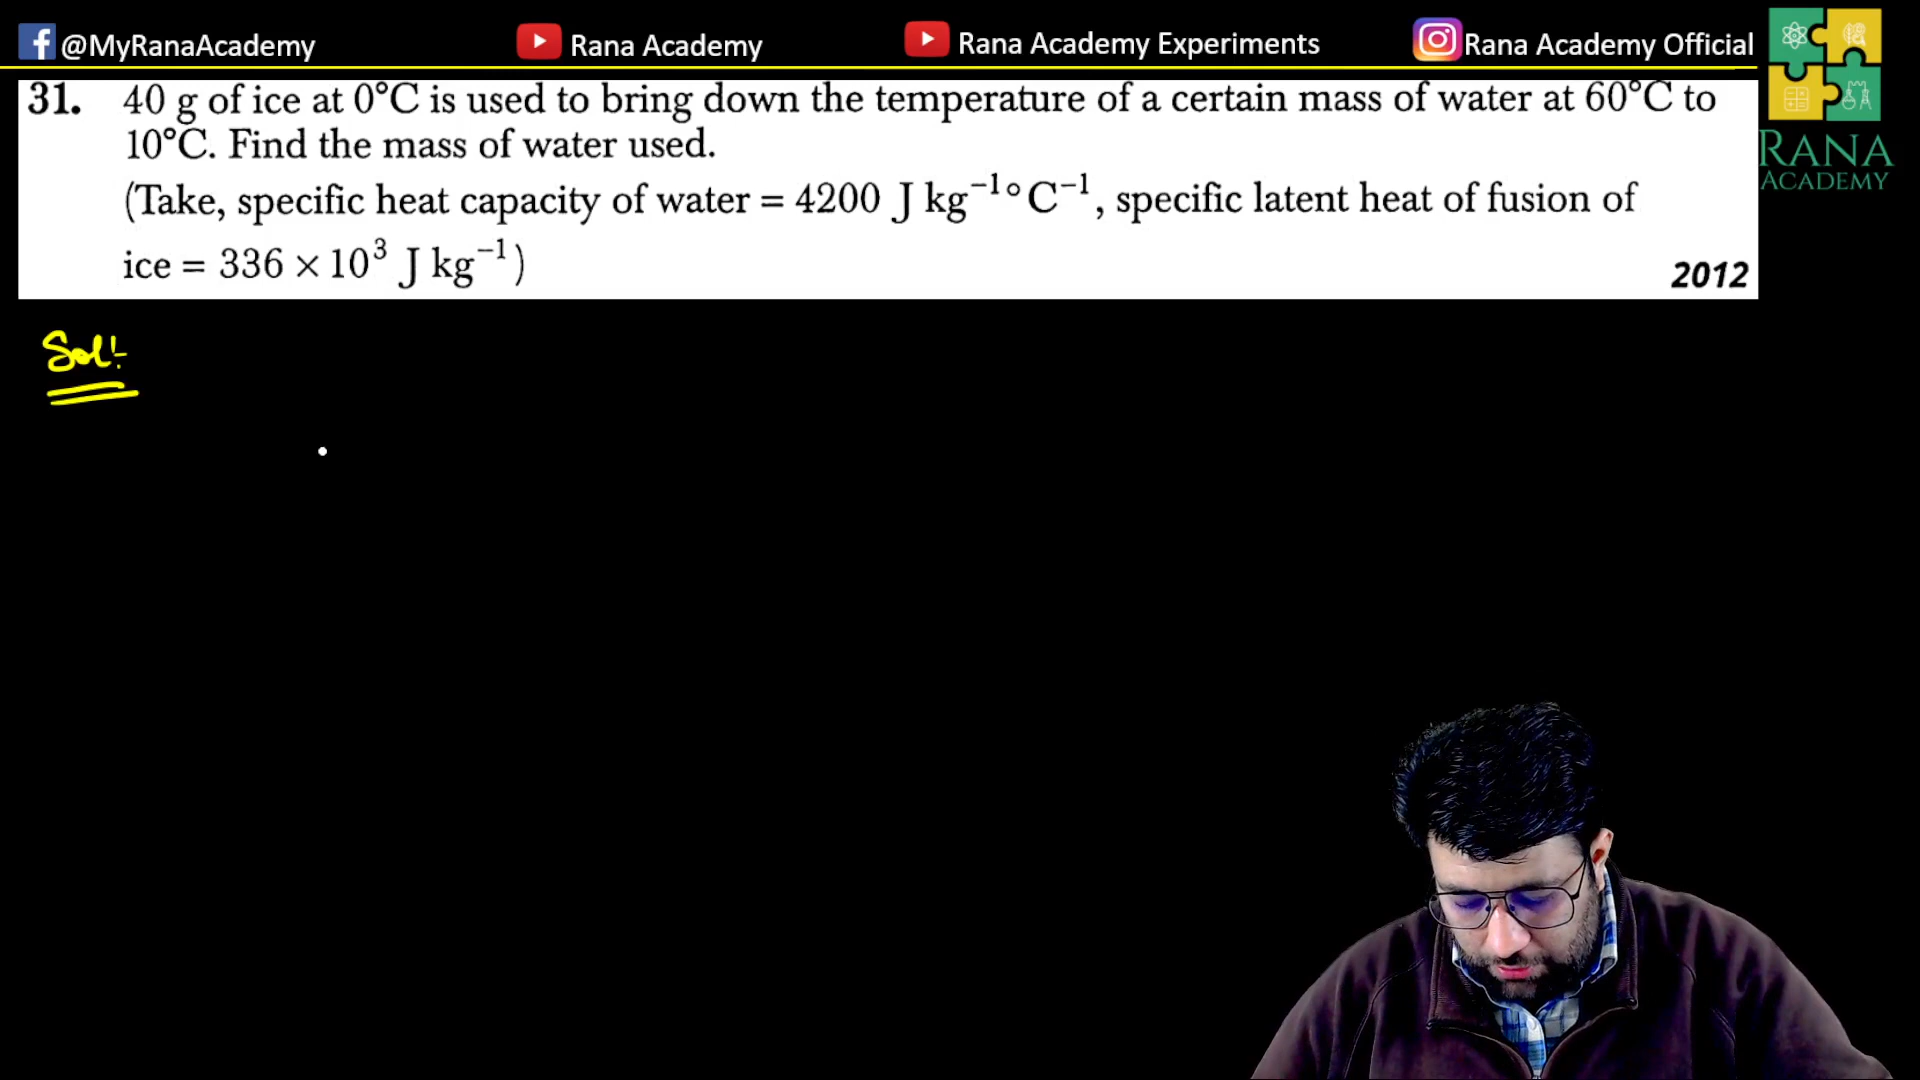 @MyRanaAcademy Rana Academy Rana Academy Experiments Rana Academy Official
31. 40 g of ice at 0°C is used to bring down the temperature of a certain mass of water at 60°C to
10°C. Find the mass of water used.
(Take, specific heat capacity of water = 4200 J kg⁻¹°C⁻¹, specific latent heat of fusion of
ice = 336 × 10³ J kg⁻¹)
2012
RANA
ACADEMY
Sol:-